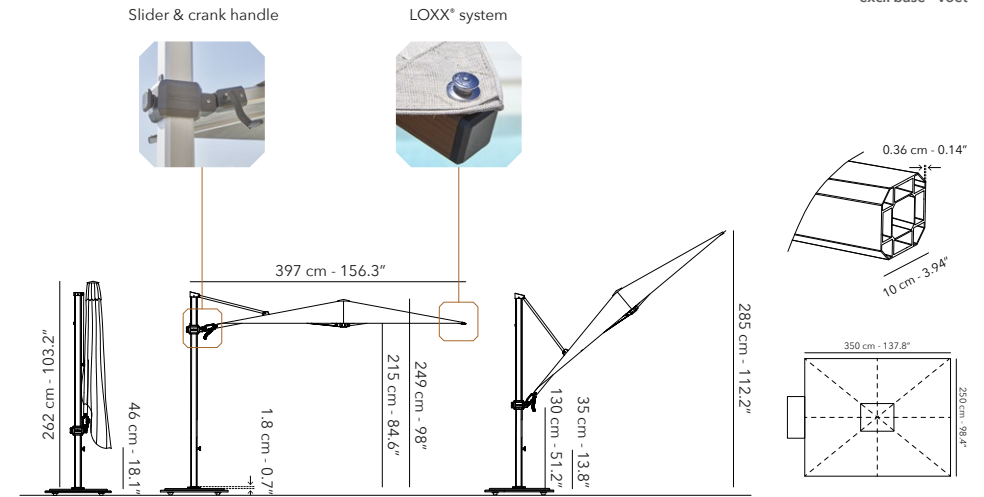 excl. base - voet
Slider & crank handle
LOXX® system
0.36 cm - 0.14”
10 cm - 3.94”
397 cm - 156.3”
262 cm - 103.2”
46 cm - 18.1”
1.8 cm - 0.7”
215 cm - 84.6”
249 cm - 98”
130 cm - 51.2”
35 cm - 13.8”
285 cm - 112.2”
350 cm - 137.8”
250 cm - 98.4”